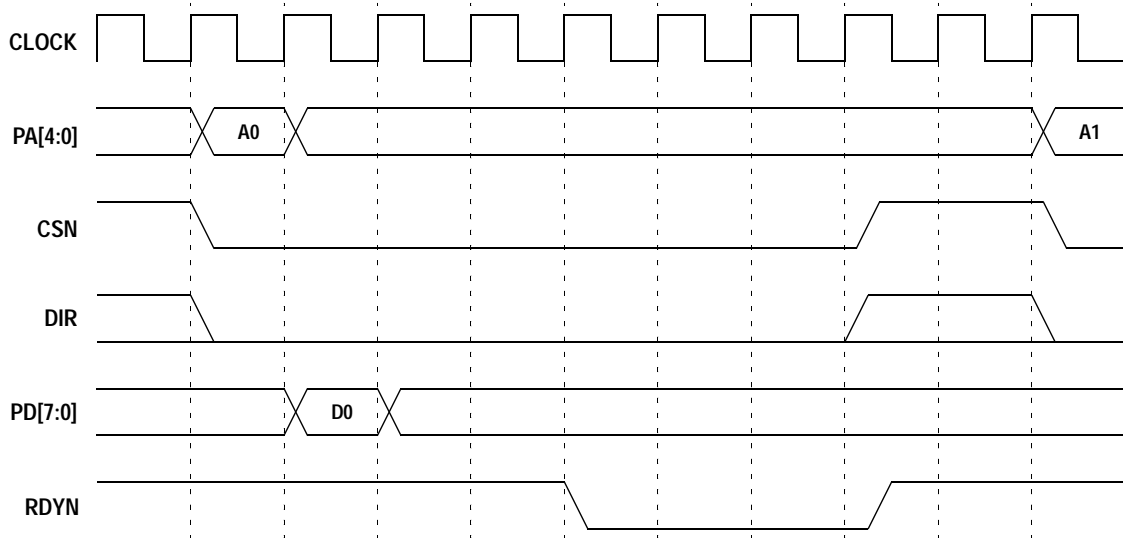 CLOCK
PA[4:0]
A0
A1
CSN
DIR
PD[7:0]
D0
RDYN